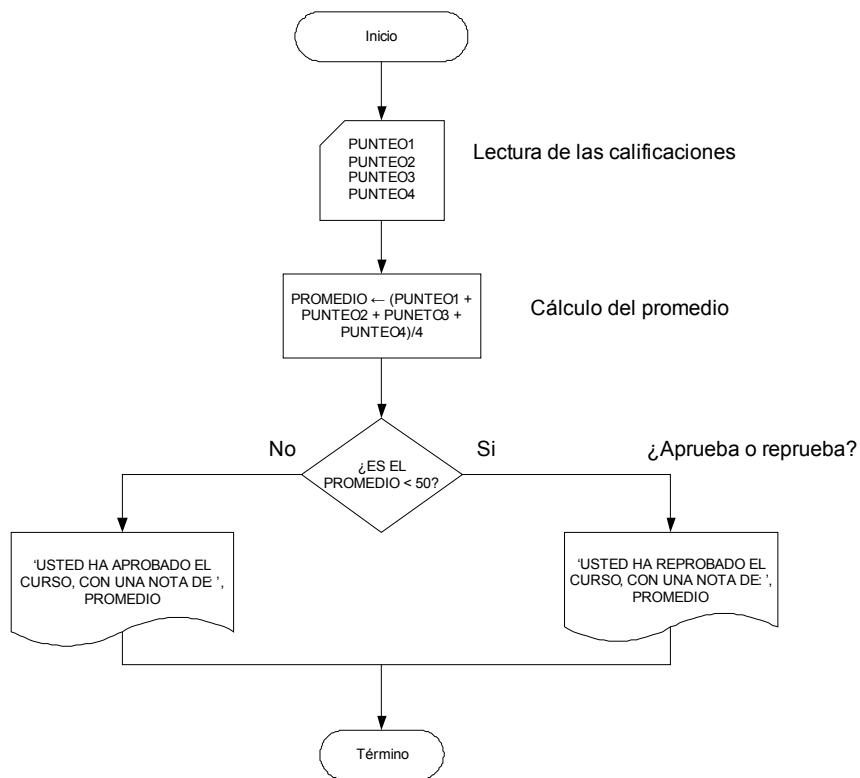 Inicio
PUNTEO1
PUNTEO2
PUNTEO3
PUNTEO4
Lectura de las calificaciones
PROMEDIO ← (PUNTEO1 +
PUNTEO2 + PUNETO3 +
PUNTEO4)/4
Cálculo del promedio
No
Si
¿Aprueba o reprueba?
¿ES EL
PROMEDIO < 50?
‘USTED HA APROBADO EL
CURSO, CON UNA NOTA DE: ’,
PROMEDIO
‘USTED HA REPROBADO EL
CURSO, CON UNA NOTA DE: ’,
PROMEDIO
Término